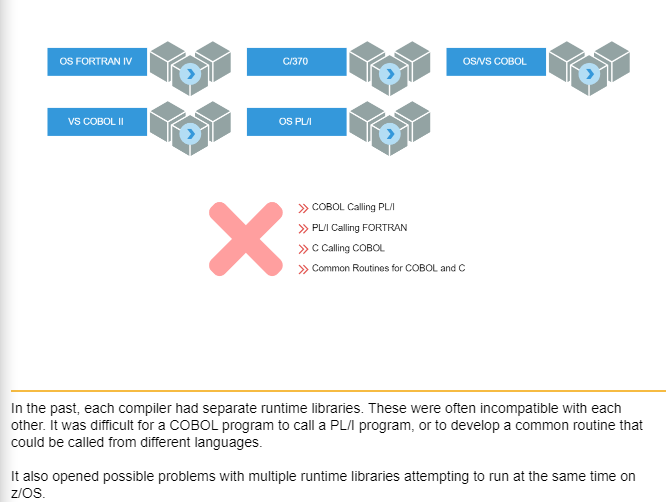 OS FORTRAN IV
C/370
OS/VS COBOL
VS COBOL II
OS PL/I
COBOL Calling PL/I
PL/I Calling FORTRAN
C Calling COBOL
Common Routines for COBOL and C
In the past, each compiler had separate runtime libraries. These were often incompatible with each
other. It was difficult for a COBOL program to call a PL/I program, or to develop a common routine that
could be called from different languages.
It also opened possible problems with multiple runtime libraries attempting to run at the same time on
z/OS.